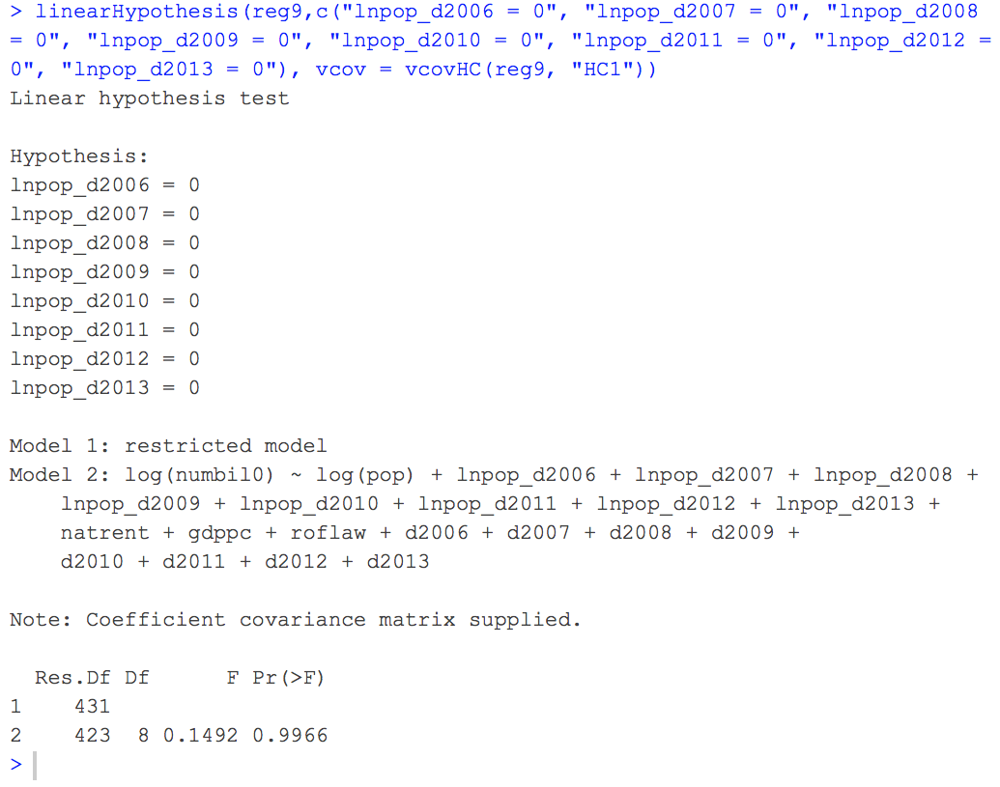 > linearHypothesis(reg9,c("lnpop_d2006 = 0", "lnpop_d2007 = 0", "lnpop_d2008
= 0", "lnpop_d2009 = 0", "lnpop_d2010 = 0", "lnpop_d2011 = 0", "lnpop_d2012 =
0", "lnpop_d2013 = 0"), vcov = vcovHC(reg9, "HC1"))
Linear hypothesis test
Hypothesis:
lnpop_d2006 = 0
lnpop_d2007 = 0
lnpop_d2008 = 0
lnpop_d2009 = 0
lnpop_d2010 = 0
lnpop_d2011 = 0
lnpop_d2012 = 0
lnpop_d2013 = 0
Model 1: restricted model
Model 2: log(numbil0) ~ log(pop) + lnpop_d2006 + lnpop_d2007 + lnpop_d2008 +
lnpop_d2009 + lnpop_d2010 + lnpop_d2011 + lnpop_d2012 + lnpop_d2013 +
natrent + gdppc + roflaw + d2006 + d2007 + d2008 + d2009 +
d2010 + d2011 + d2012 + d2013
Note: Coefficient covariance matrix supplied.
Res.Df Df F Pr(>F)
1 431
2 423 8 0.1492 0.9966
>